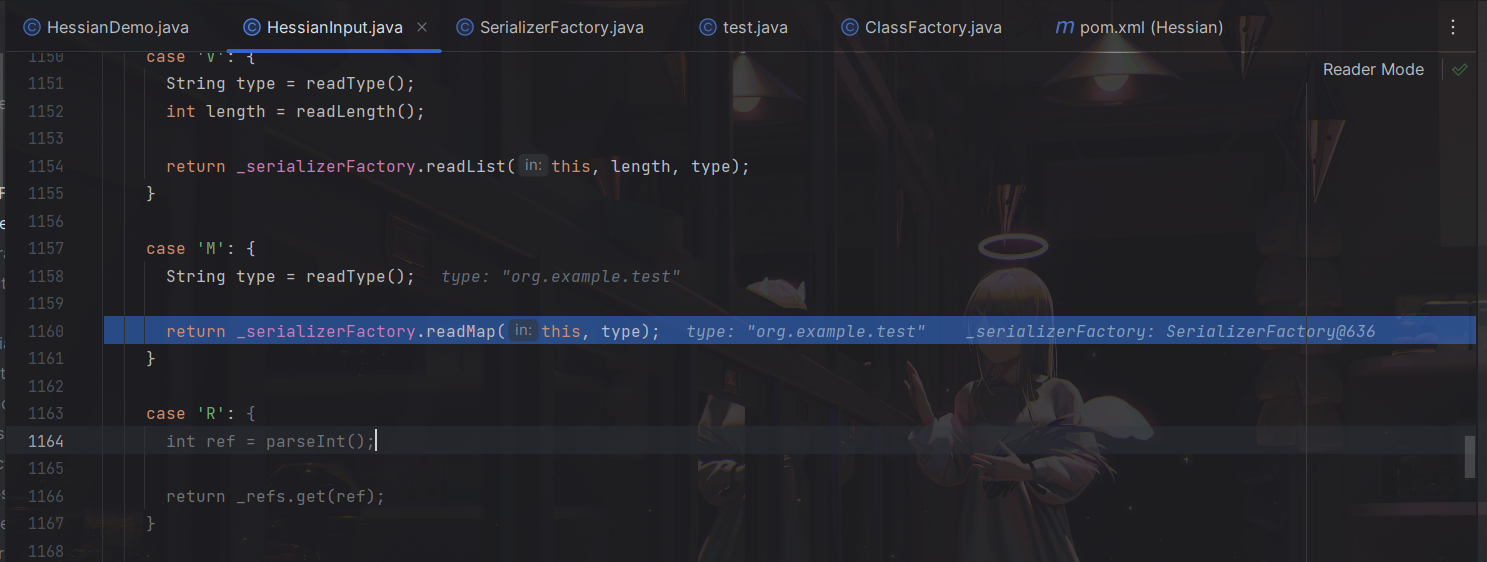 HessianDemo.java HessianInput.java SerializerFactory.java test.java ClassFactory.java pom.xml (Hessian)
Reader Mode
1150 case 'V': {
1151 String type = readType();
1152 int length = readLength();
1153
1154 return _serializerFactory.readList( in: this, length, type);
1155 }
1156
1157 case 'M': {
1158 String type = readType(); type: "org.example.test"
1159
1160 return _serializerFactory.readMap( in: this, type); type: "org.example.test" _serializerFactory: SerializerFactory@636
1161 }
1162
1163 case 'R': {
1164 int ref = parseInt();
1165
1166 return _refs.get(ref);
1167 }
1168